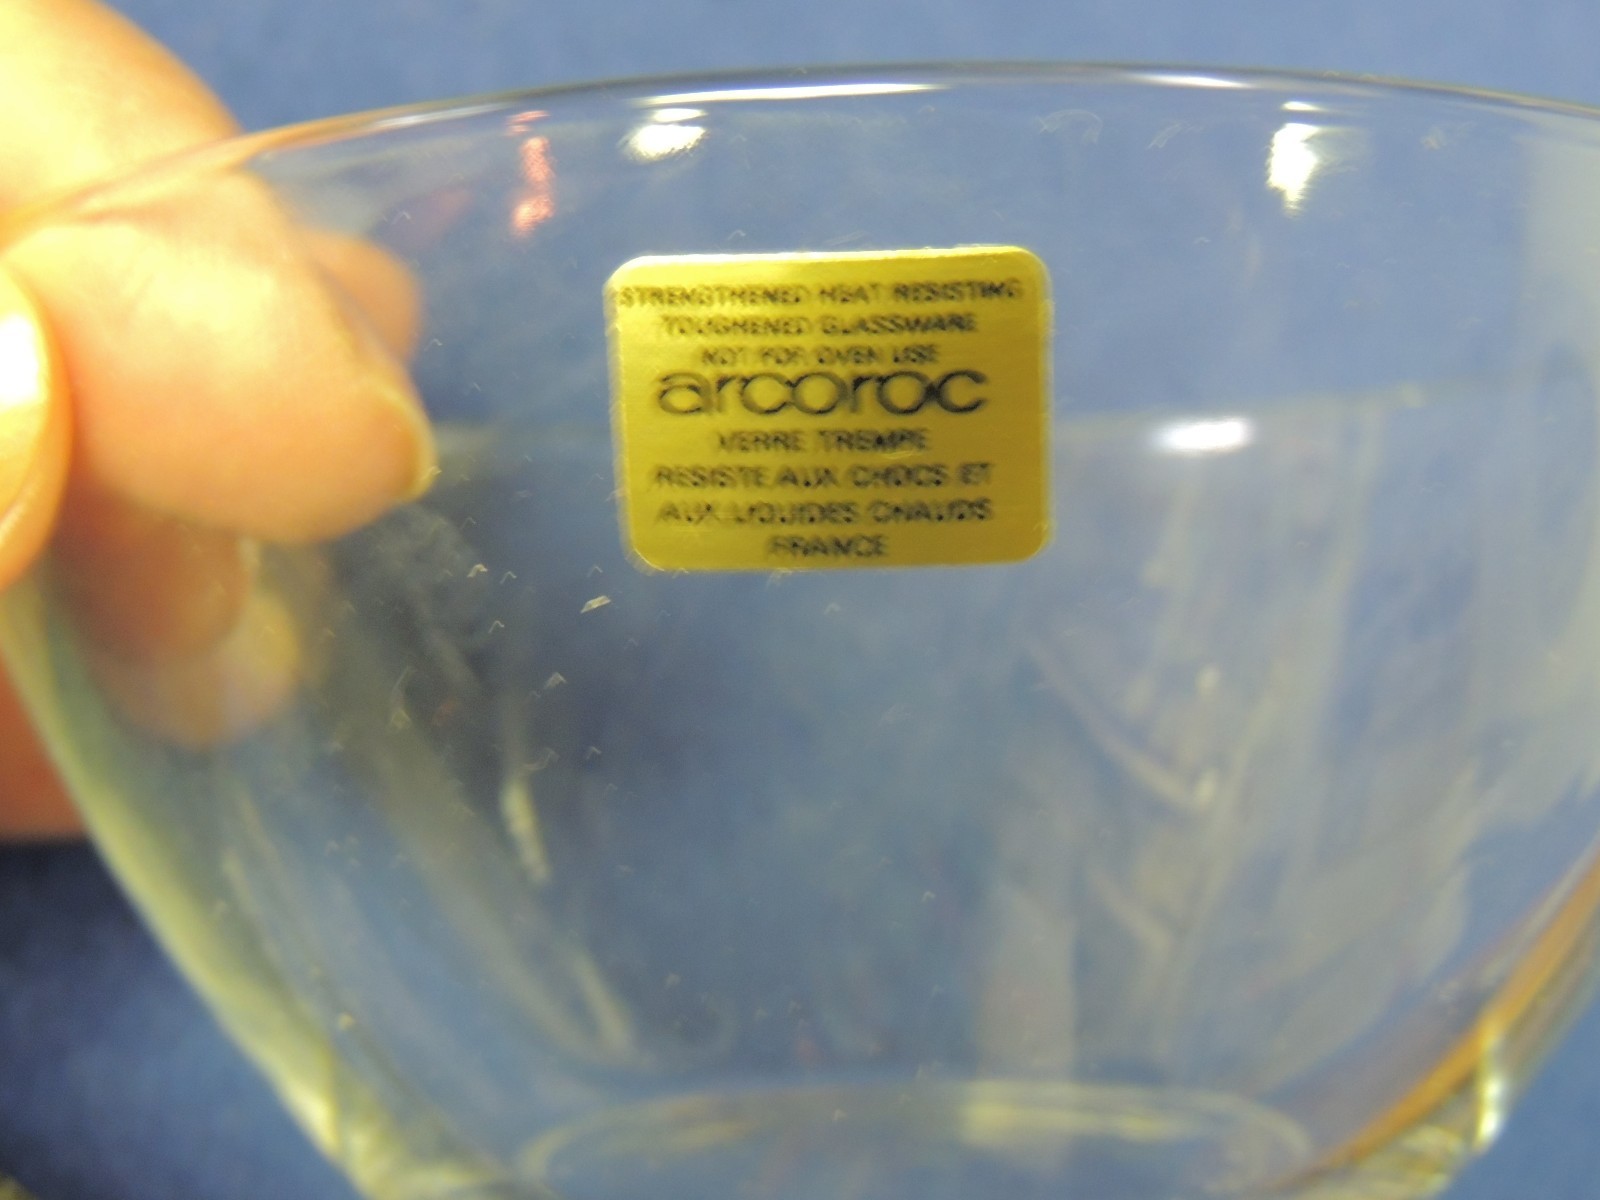 STRENGTHENED HEAT RESISTING
TOUGHENED GLASSWARE
NOT FOR OVEN USE
arcoroc
VERRE TREMPE
RESISTE AUX CHOCS ET
AUX LIQUIDES CHAUDS
FRANCE